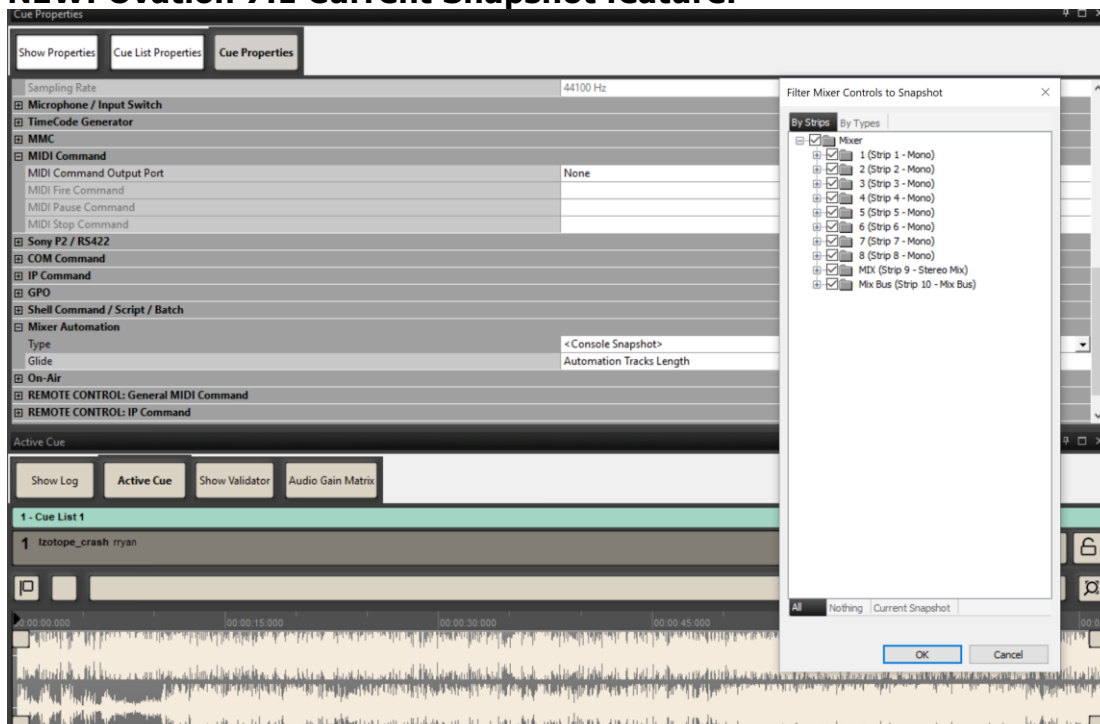 NEW: Ovation 7.1 Current Snapshot feature:
Cue Properties
Show Properties Cue List Properties Cue Properties
Sampling Rate 44100 Hz
Microphone / Input Switch
TimeCode Generator
MMC
MIDI Command
MIDI Command Output Port None
MIDI Fire Command
MIDI Pause Command
MIDI Stop Command
Sony P2 / RS422
COM Command
IP Command
GPO
Shell Command / Script / Batch
Mixer Automation
Type <Console Snapshot>
Glide Automation Tracks Length
On-Air
REMOTE CONTROL: General MIDI Command
REMOTE CONTROL: IP Command
Filter Mixer Controls to Snapshot
By Strips By Types
Mixer
1 (Strip 1 - Mono)
2 (Strip 2 - Mono)
3 (Strip 3 - Mono)
4 (Strip 4 - Mono)
5 (Strip 5 - Mono)
6 (Strip 6 - Mono)
7 (Strip 7 - Mono)
8 (Strip 8 - Mono)
MIX (Strip 9 - Stereo Mix)
Mix Bus (Strip 10 - Mix Bus)
All Nothing Current Snapshot
OK Cancel
Active Cue
Show Log Active Cue Show Validator Audio Gain Matrix
1 - Cue List 1
1 Izotope_crash rryan
00:00:00:000 00:00:15:000 00:00:30:000 00:00:45:000